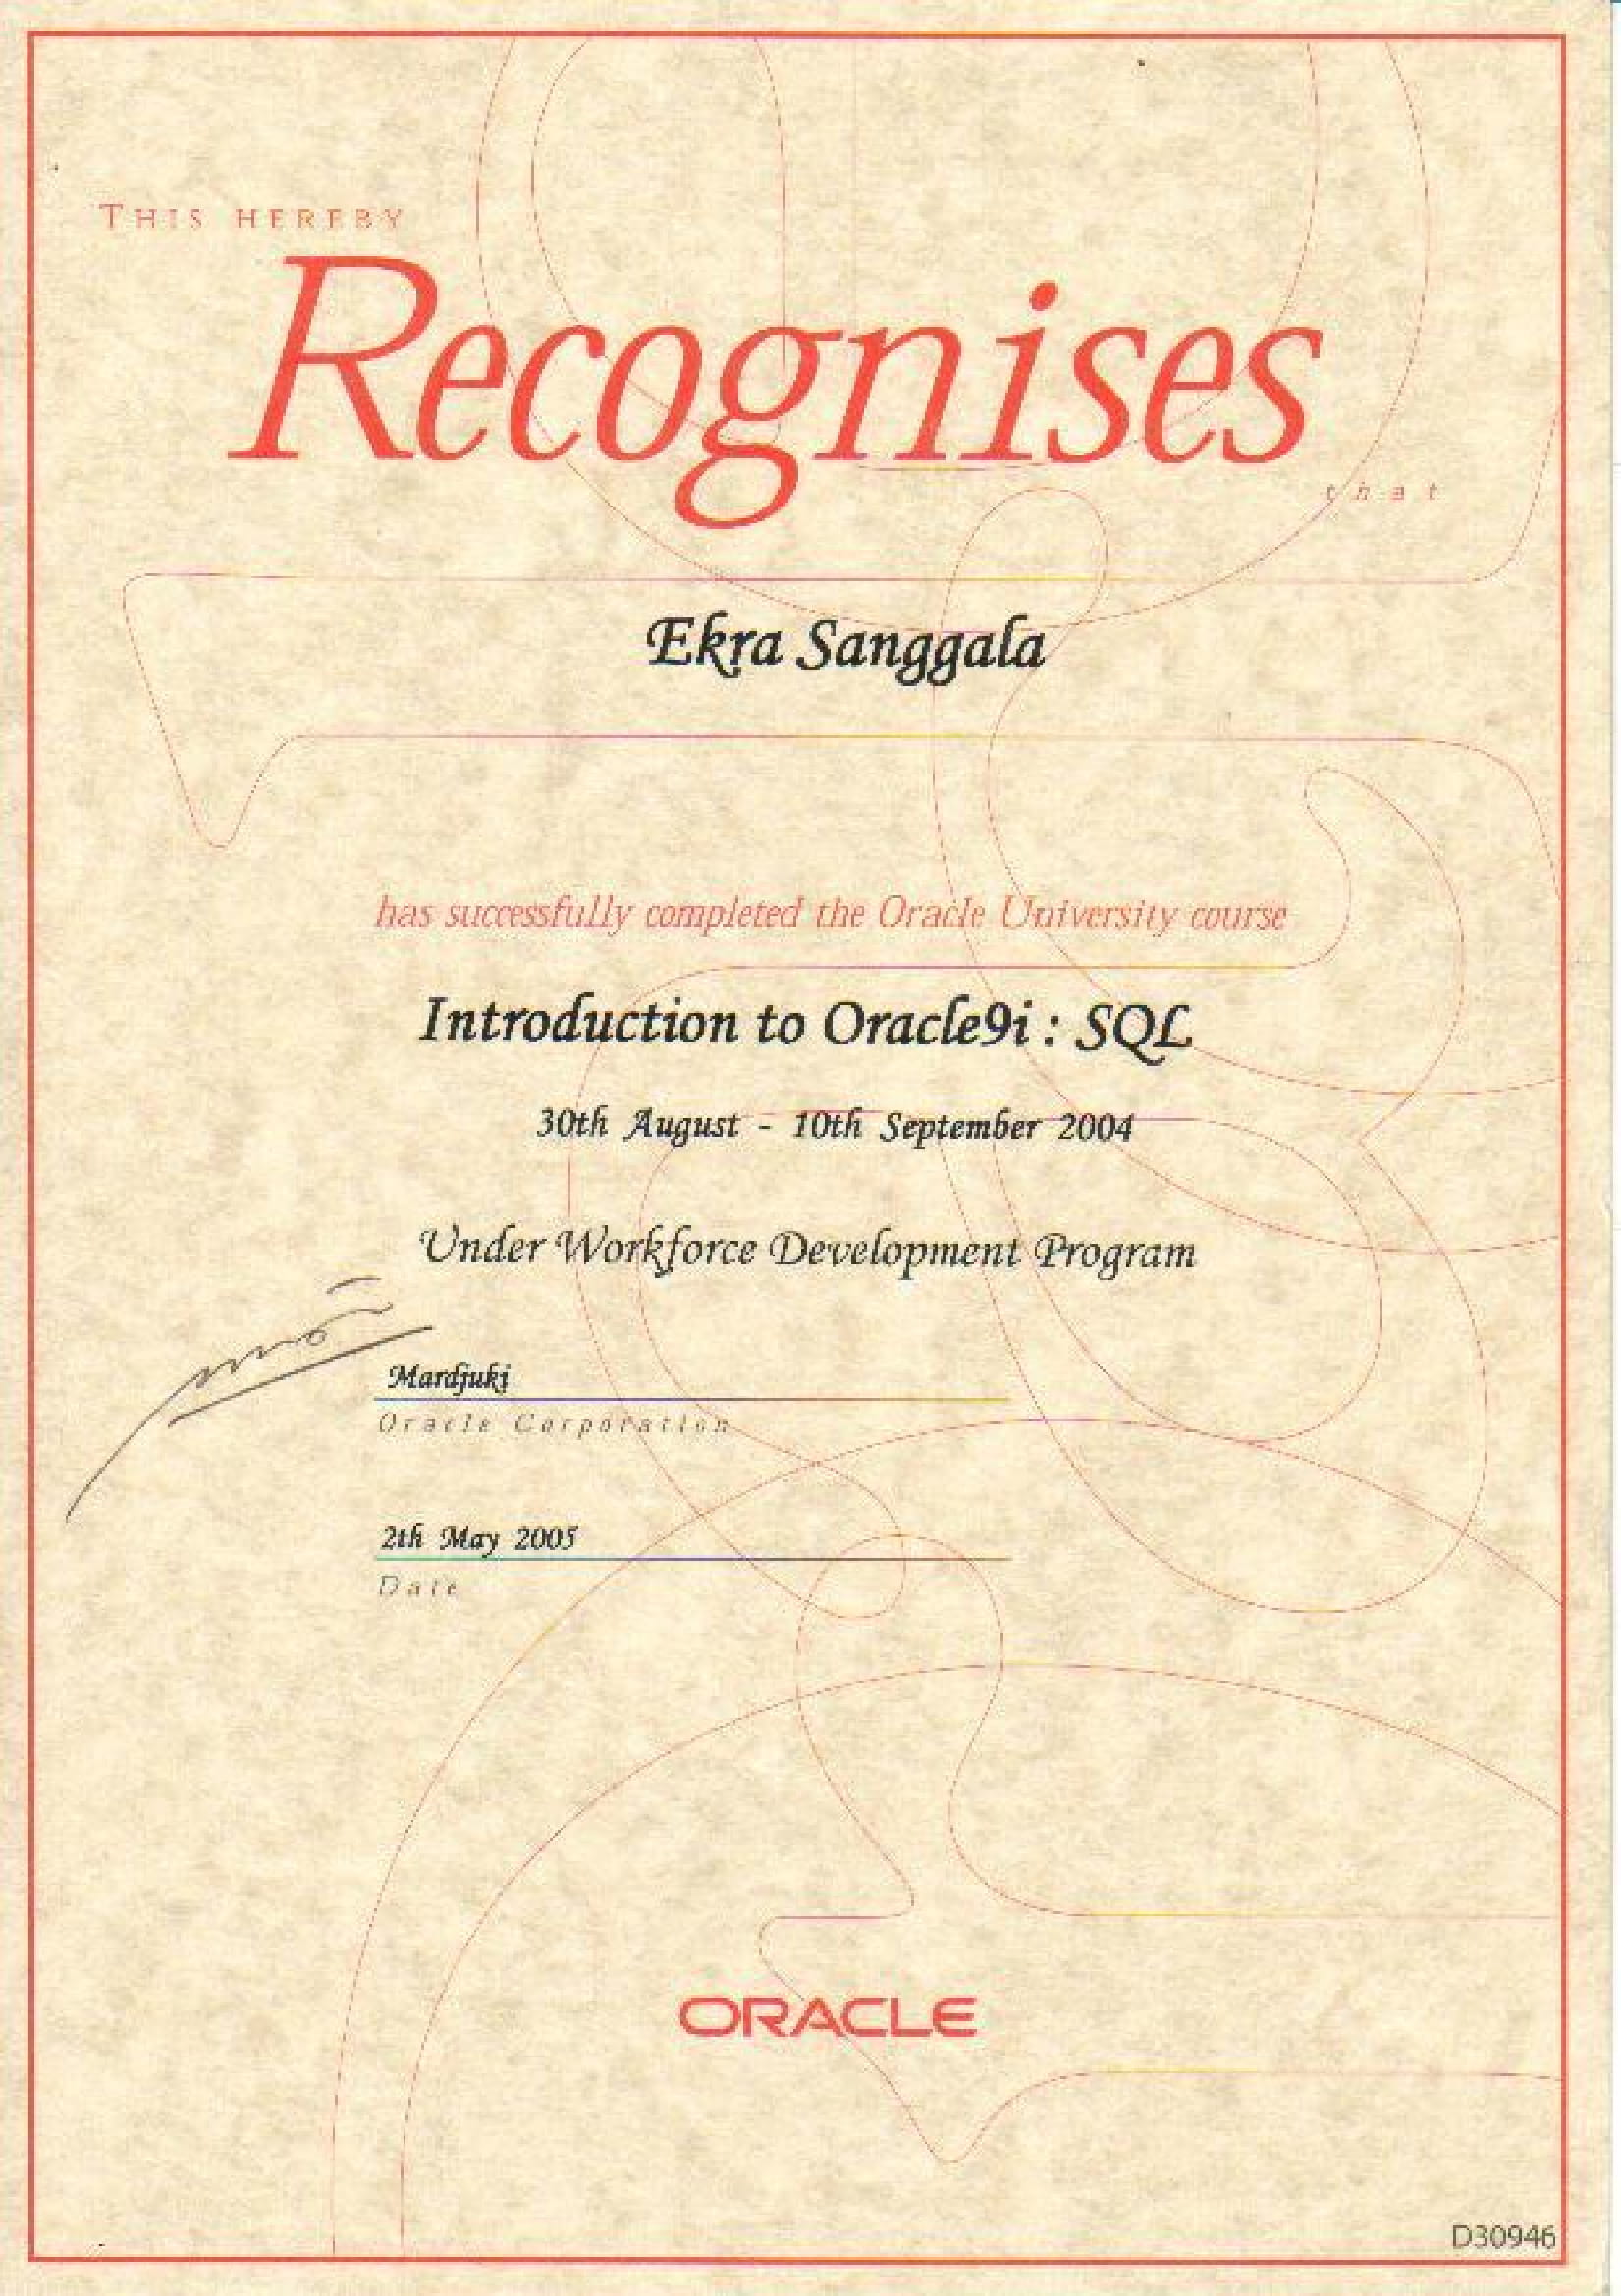 THIS HEREBY
Recognises
that
Ekra Sanggala
has successfully completed the Oracle University course
Introduction to Oracle9i : SQL
30th August - 10th September 2004
Under Workforce Development Program
Mardjuki
Oracle Corporation
2th May 2005
Date
ORACLE
D30946